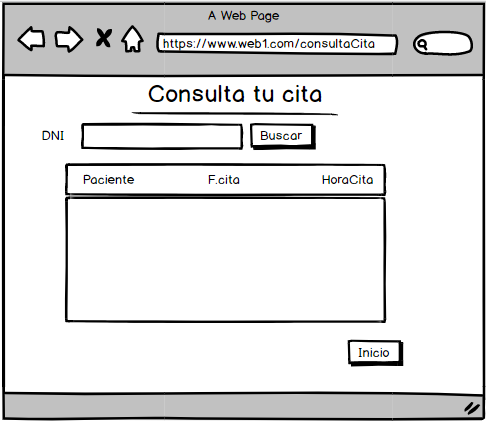 A Web Page
https://www.web1.com/consultaCita
Consulta tu cita
DNI Buscar
Paciente F.cita HoraCita
Inicio